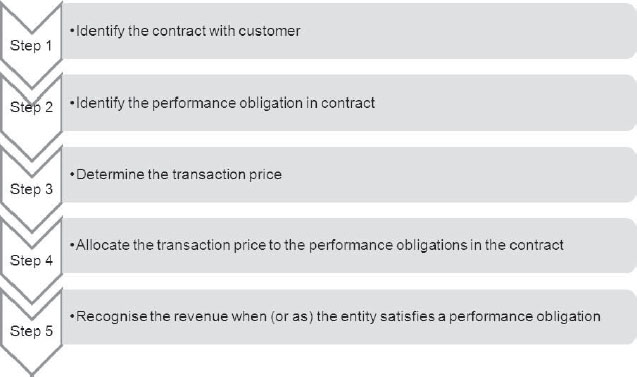 Step 1
•Identify the contract with customer
Step 2
•Identify the performance obligation in contract
Step 3
•Determine the transaction price
Step 4
•Allocate the transaction price to the performance obligations in the contract
Step 5
•Recognise the revenue when (or as) the entity satisfies a performance obligation